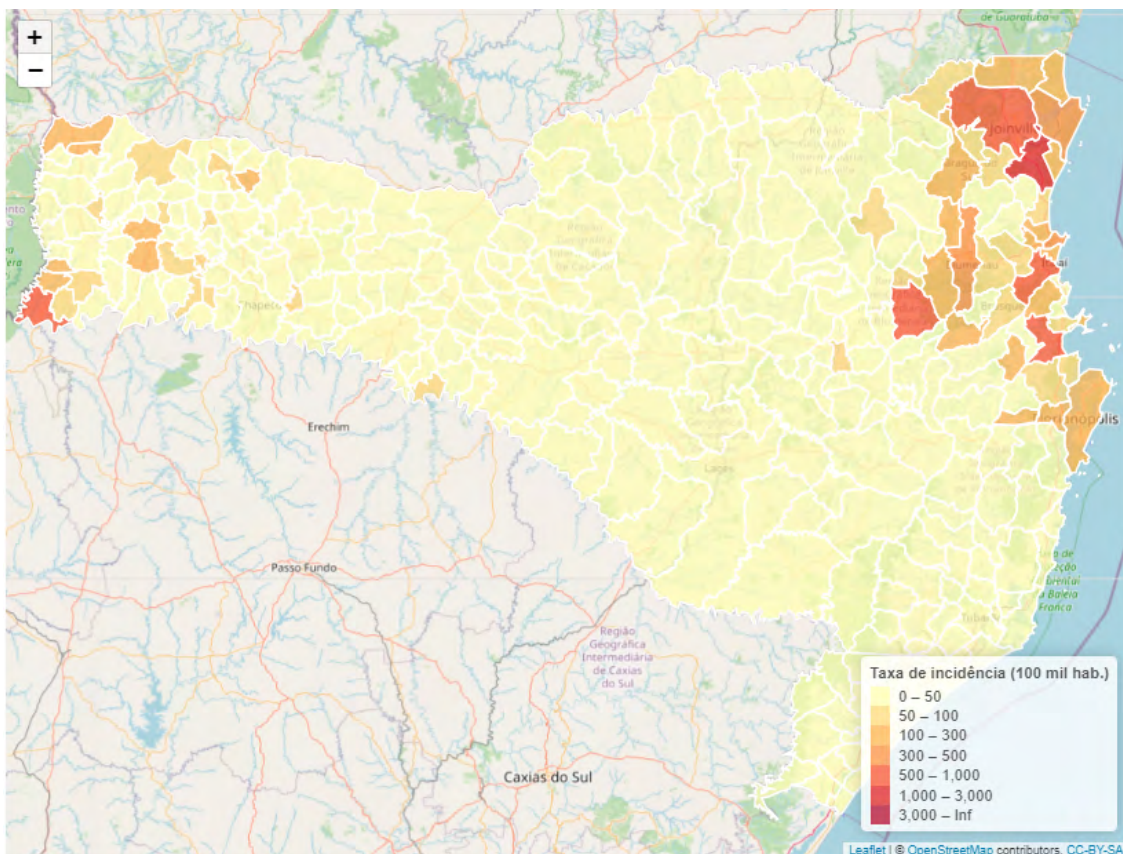 +
−
de Guaratuba
Joinvill
Itajaí
Blumenau
Brusque
Chapecó
Florianópolis
Erechim
Lages
Passo Fundo
Tubarão
Região
Geográfica
Intermediária
de Caxias
do Sul
Caxias do Sul
Taxa de incidência (100 mil hab.)
0 – 50
50 – 100
100 – 300
300 – 500
500 – 1,000
1,000 – 3,000
3,000 – Inf
Leaflet | © OpenStreetMap contributors, CC-BY-SA